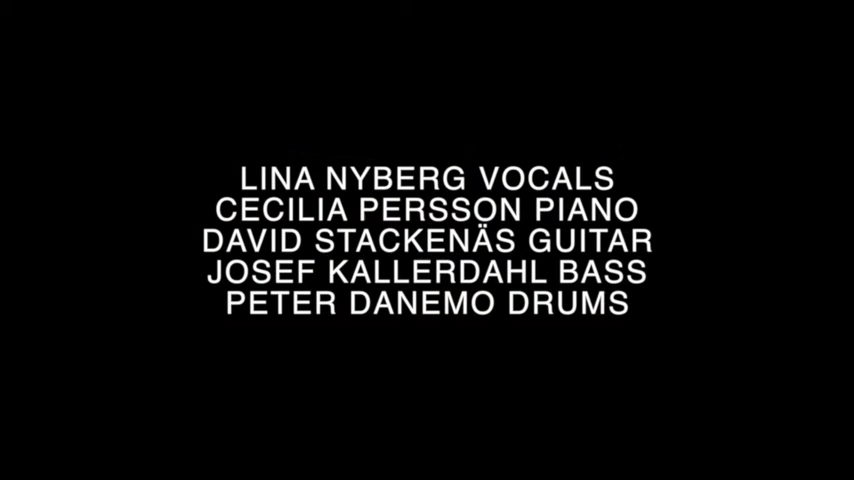 LINA NYBERG VOCALS
CECILIA PERSSON PIANO
DAVID STACKENÄS GUITAR
JOSEF KALLERDAHL BASS
PETER DANEMO DRUMS